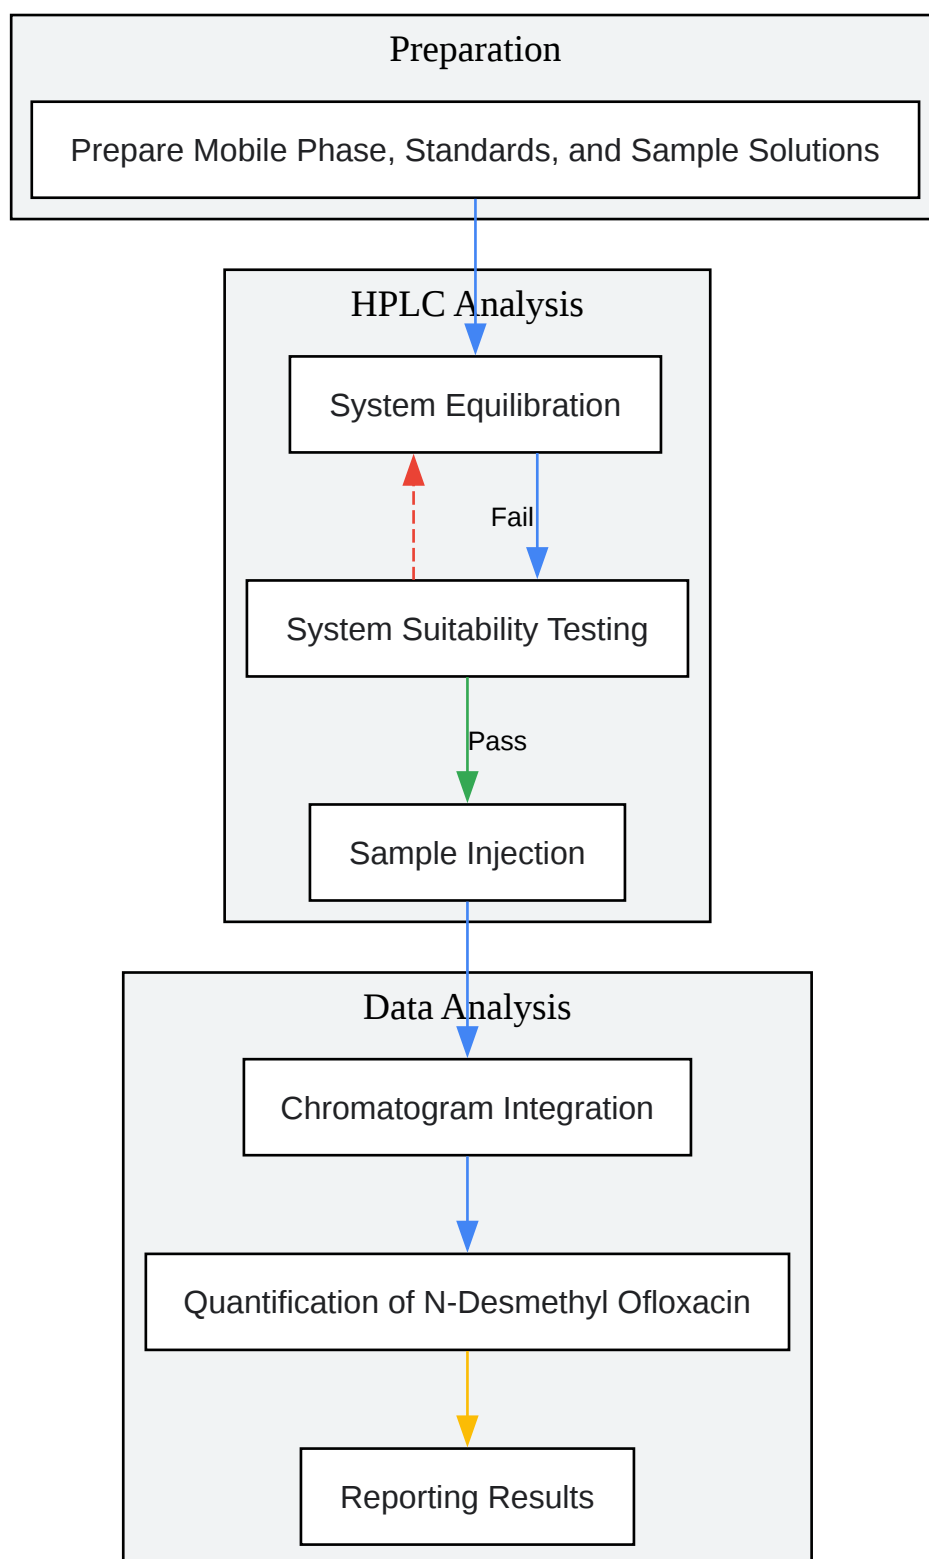 Preparation
Prepare Mobile Phase, Standards, and Sample Solutions
HPLC Analysis
System Equilibration
Fail
System Suitability Testing
Pass
Sample Injection
Data Analysis
Chromatogram Integration
Quantification of N-Desmethyl Ofloxacin
Reporting Results